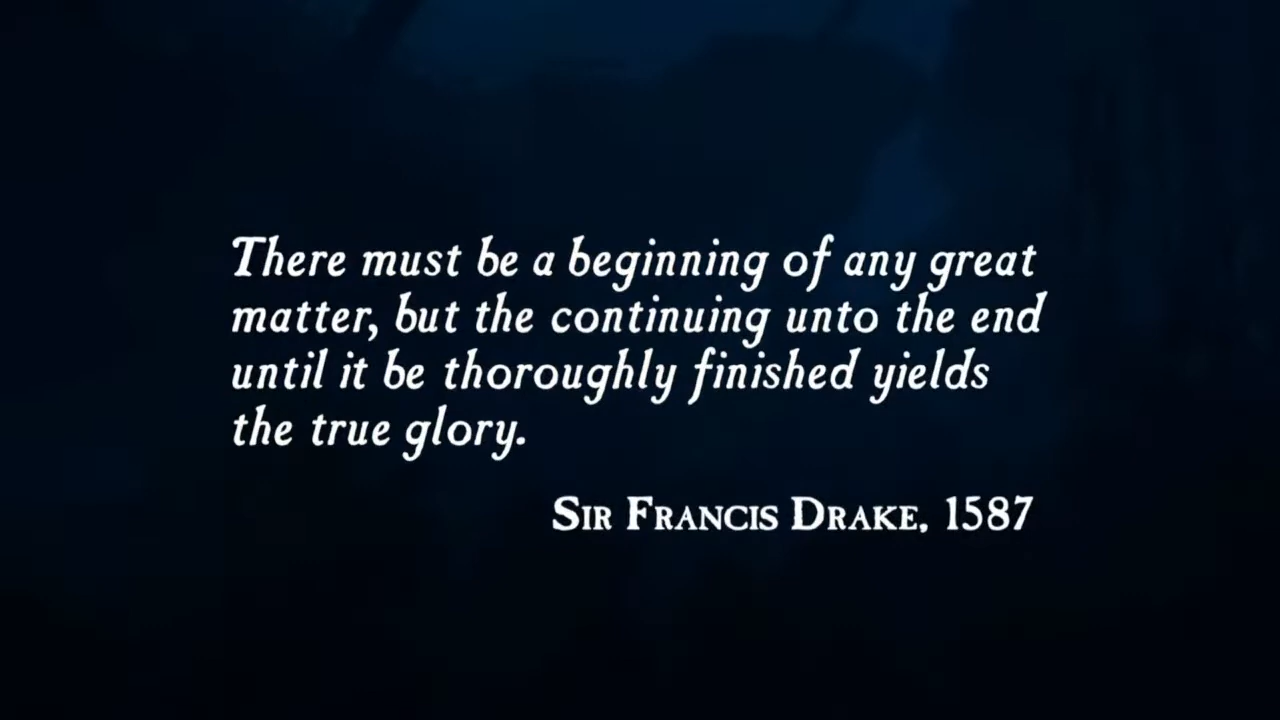 There must be a beginning of any great
matter, but the continuing unto the end
until it be thoroughly finished yields
the true glory.
Sir Francis Drake, 1587